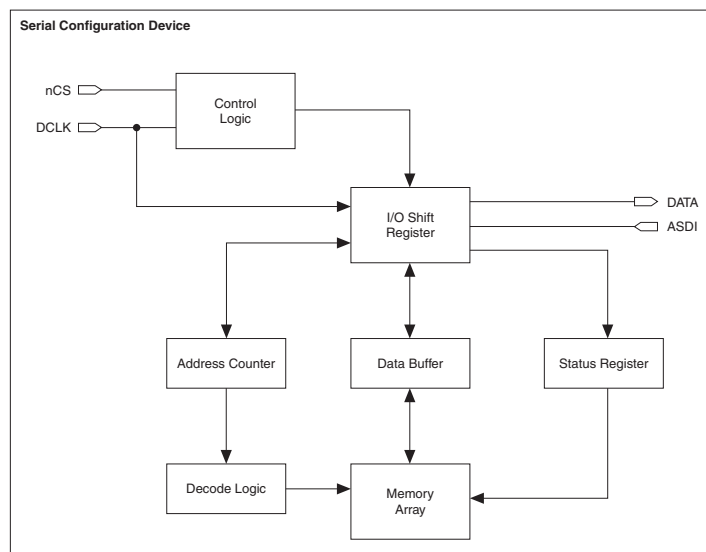 Serial Configuration Device
nCS
DCLK
Control
Logic
I/O Shift
Register
DATA
ASDI
Address Counter
Data Buffer
Status Register
Decode Logic
Memory
Array